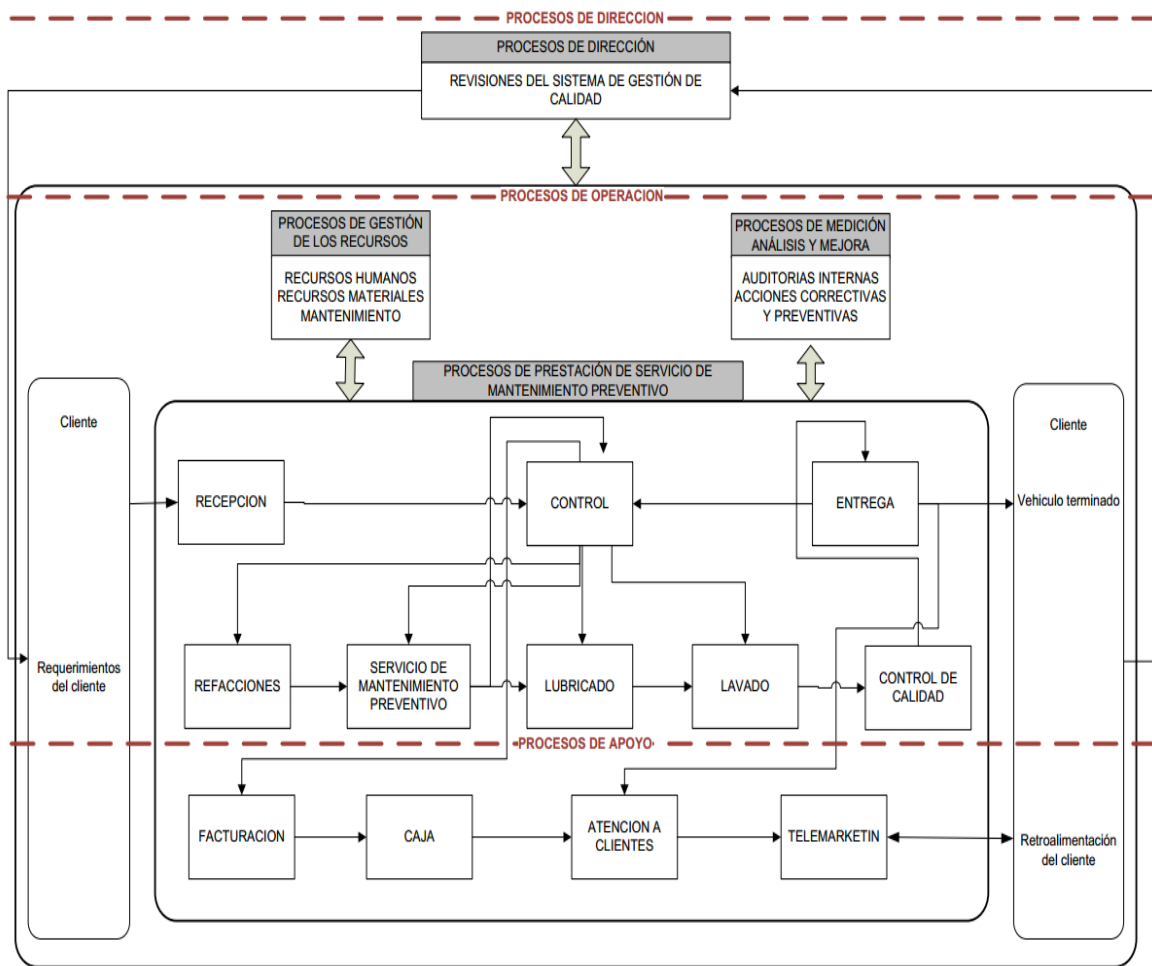 PROCESOS DE DIRECCION
PROCESOS DE DIRECCIÓN
REVISIONES DEL SISTEMA DE GESTIÓN DE
CALIDAD
PROCESOS DE OPERACION
PROCESOS DE GESTIÓN
DE LOS RECURSOS
RECURSOS HUMANOS
RECURSOS MATERIALES
MANTENIMIENTO
PROCESOS DE MEDICIÓN
ANÁLISIS Y MEJORA
AUDITORIAS INTERNAS
ACCIONES CORRECTIVAS
Y PREVENTIVAS
PROCESOS DE PRESTACIÓN DE SERVICIO DE
MANTENIMIENTO PREVENTIVO
Cliente
Requerimientos
del cliente
RECEPCION
CONTROL
ENTREGA
Cliente
Vehiculo terminado
REFACCIONES
SERVICIO DE
MANTENIMIENTO
PREVENTIVO
LUBRICADO
LAVADO
CONTROL DE
CALIDAD
PROCESOS DE APOYO
FACTURACION
CAJA
ATENCION A
CLIENTES
TELEMARKETIN
Retroalimentación
del cliente